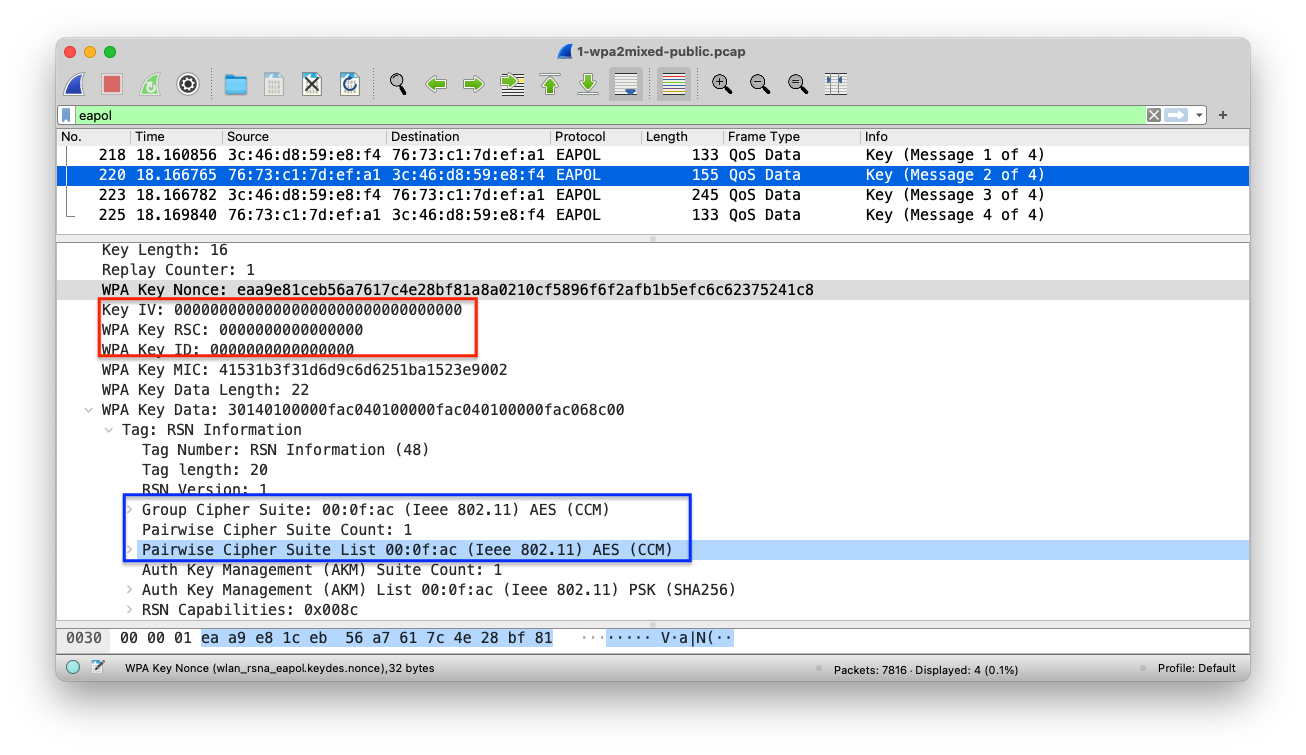 1-wpa2mixed-public.pcap
eapol
No. Time Source Destination Protocol Length Frame Type Info
218 18.160856 3c:46:d8:59:e8:f4 76:73:c1:7d:ef:a1 EAPOL 133 QoS Data Key (Message 1 of 4)
220 18.166765 76:73:c1:7d:ef:a1 3c:46:d8:59:e8:f4 EAPOL 155 QoS Data Key (Message 2 of 4)
223 18.166782 3c:46:d8:59:e8:f4 76:73:c1:7d:ef:a1 EAPOL 245 QoS Data Key (Message 3 of 4)
225 18.169840 76:73:c1:7d:ef:a1 3c:46:d8:59:e8:f4 EAPOL 133 QoS Data Key (Message 4 of 4)
Key Length: 16
Replay Counter: 1
WPA Key Nonce: eaa9e81ceb56a7617c4e28bf81a8a0210cf5896f6f2afb1b5efc6c62375241c8
Key IV: 00000000000000000000000000000000
WPA Key RSC: 0000000000000000
WPA Key ID: 0000000000000000
WPA Key MIC: 41531b3f31d6d9c6d6251ba1523e9002
WPA Key Data Length: 22
WPA Key Data: 30140100000fac040100000fac040100000fac068c00
Tag: RSN Information
Tag Number: RSN Information (48)
Tag length: 20
RSN Version: 1
Group Cipher Suite: 00:0f:ac (Ieee 802.11) AES (CCM)
Pairwise Cipher Suite Count: 1
Pairwise Cipher Suite List 00:0f:ac (Ieee 802.11) AES (CCM)
Auth Key Management (AKM) Suite Count: 1
Auth Key Management (AKM) List 00:0f:ac (Ieee 802.11) PSK (SHA256)
RSN Capabilities: 0x008c
0030 00 00 01 ea a9 e8 1c eb 56 a7 61 7c 4e 28 bf 81 ········ V·a|N(··
WPA Key Nonce (wlan_rsna_eapol.keydes.nonce),32 bytes Packets: 7816 · Displayed: 4 (0.1%) Profile: Default